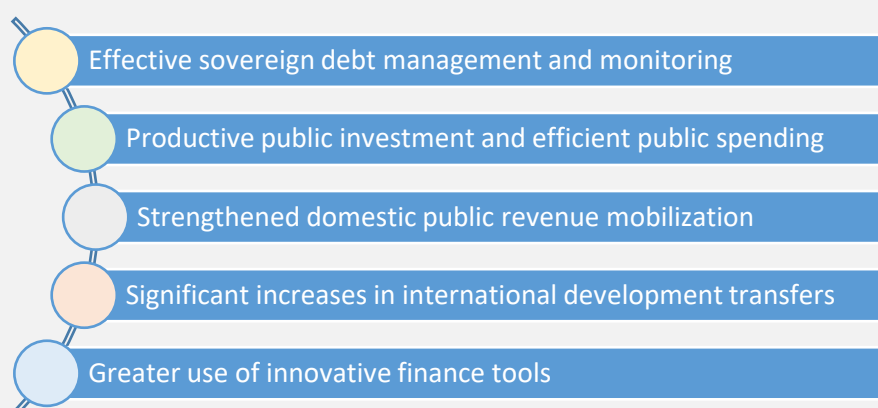 Effective sovereign debt management and monitoring
Productive public investment and efficient public spending
Strengthened domestic public revenue mobilization
Significant increases in international development transfers
Greater use of innovative finance tools